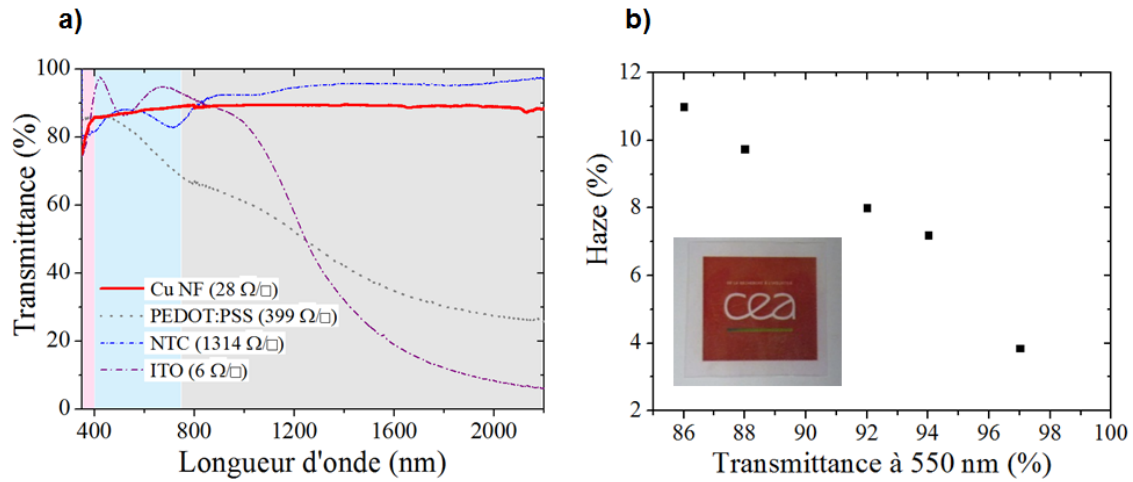 a)
b)
Transmittance (%)
100
80
60
40
20
0
Cu NF (28 Ω/□)
PEDOT:PSS (399 Ω/□)
NTC (1314 Ω/□)
ITO (6 Ω/□)
400
800
1200
1600
2000
Longueur d'onde (nm)
Haze (%)
12
10
8
6
4
2
cea
86
88
90
92
94
96
98
100
Transmittance à 550 nm (%)